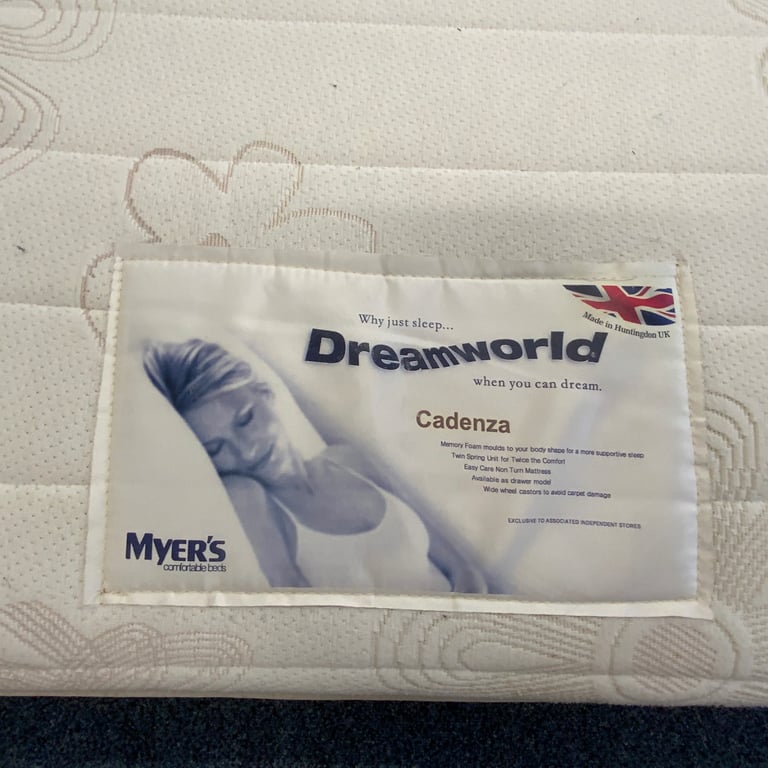 Why just sleep...
Dreamworld
when you can dream.
Made in Huntingdon UK
Cadenza
Memory Foam moulds to your body shape for a more supportive sleep
Twin Spring Unit for Twice the Comfort
Easy Care Non Turn Mattress
Available as drawer model
Wide wheel castors to avoid carpet damage
EXCLUSIVE TO ASSOCIATED INDEPENDENT STORES
MYER'S
comfortable beds